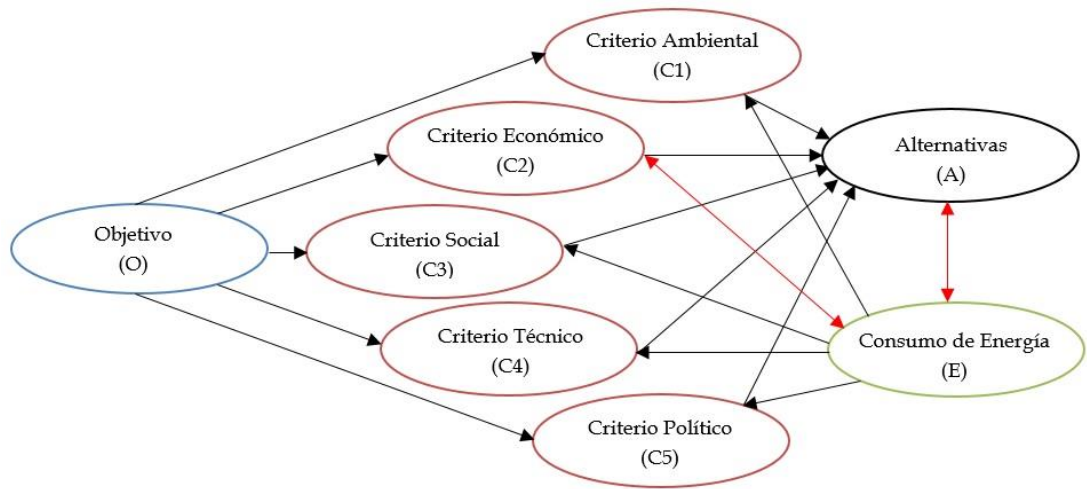 Criterio Ambiental
(C1)
Criterio Económico
(C2)
Alternativas
(A)
Objetivo
(O)
Criterio Social
(C3)
Criterio Técnico
(C4)
Consumo de Energía
(E)
Criterio Político
(C5)